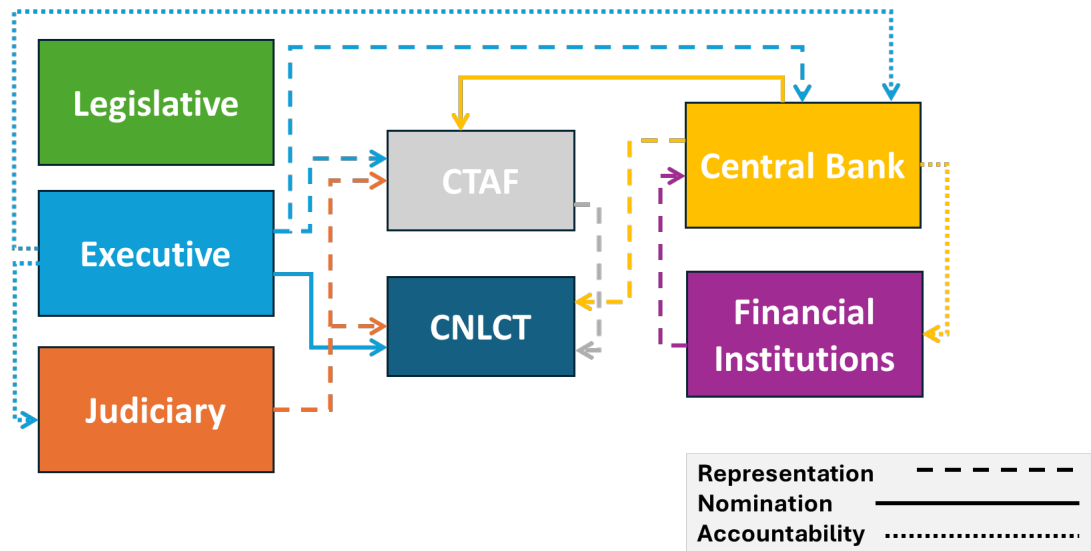 Legislative
CTAF
Central Bank
Executive
CNLCT
Financial
Institutions
Judiciary
Representation
Nomination
Accountability